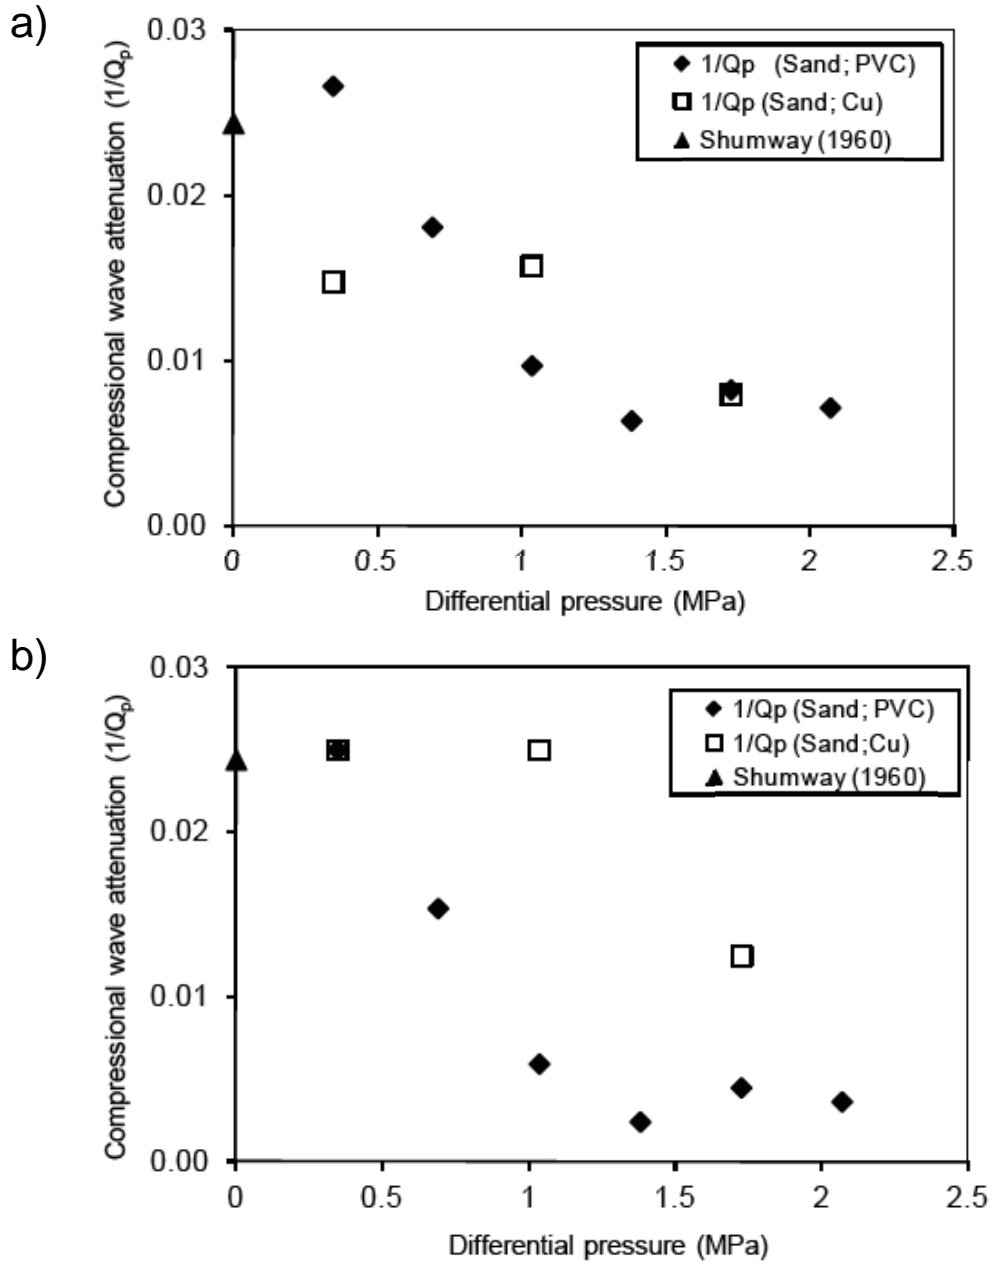 a)
0.03
0.02
0.01
0.00
Compressional wave attenuation (1/Qp)
1/Qp (Sand; PVC)
1/Qp (Sand; Cu)
Shumway (1960)
0 0.5 1 1.5 2 2.5
Differential pressure (MPa)
b)
0.03
0.02
0.01
0.00
Compressional wave attenuation (1/Qp)
1/Qp (Sand; PVC)
1/Qp (Sand;Cu)
Shumway (1960)
0 0.5 1 1.5 2 2.5
Differential pressure (MPa)